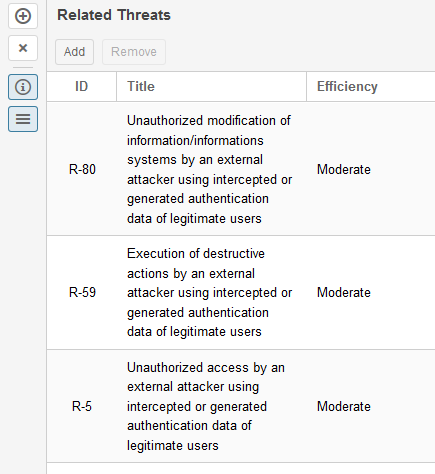 Related Threats
Add Remove
ID Title Efficiency
Unauthorized modification of
information/informations
systems by an external
R-80 attacker using intercepted or Moderate
generated authentication
data of legitimate users
Execution of destructive
actions by an external
R-59 attacker using intercepted or Moderate
generated authentication
data of legitimate users
Unauthorized access by an
external attacker using
R-5 intercepted or generated Moderate
authentication data of
legitimate users